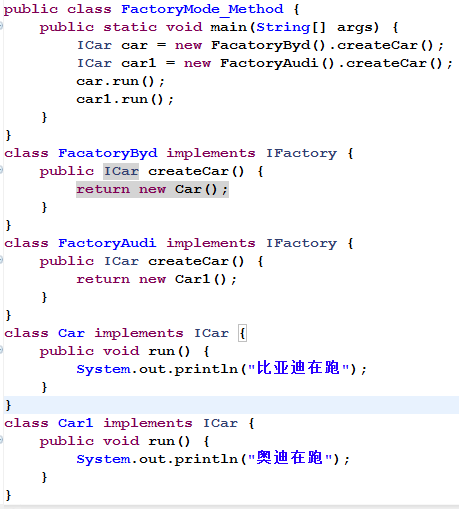 public class FactoryMode_Method {
    public static void main(String[] args) {
        ICar car = new FacatoryByd().createCar();
        ICar car1 = new FactoryAudi().createCar();
        car.run();
        car1.run();
    }
}
class FacatoryByd implements IFactory {
    public ICar createCar() {
        return new Car();
    }
}
class FactoryAudi implements IFactory {
    public ICar createCar() {
        return new Car1();
    }
}
class Car implements ICar {
    public void run() {
        System.out.println("比亚迪在跑");
    }
}
class Car1 implements ICar {
    public void run() {
        System.out.println("奥迪在跑");
    }
}